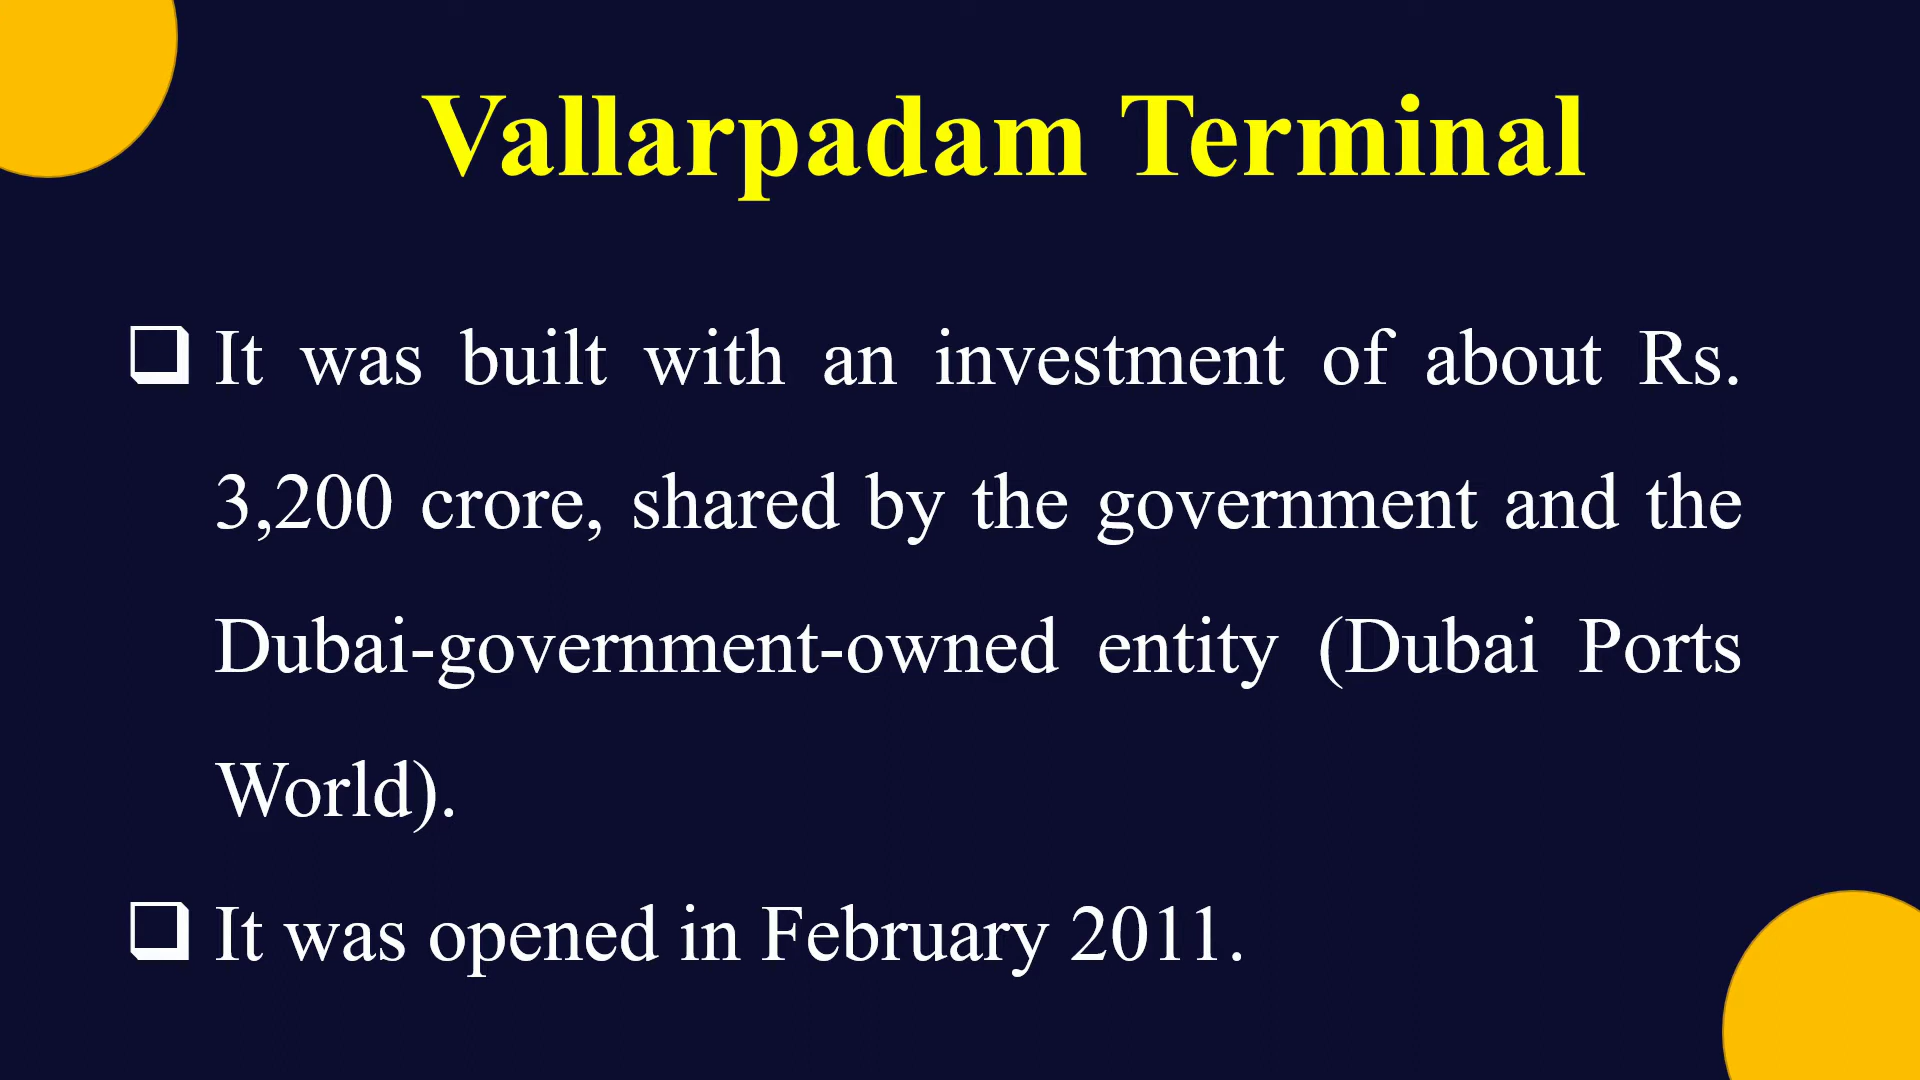 Vallarpadam Terminal
❑ It was built with an investment of about Rs.
3,200 crore, shared by the government and the
Dubai-government-owned entity (Dubai Ports
World).
❑ It was opened in February 2011.